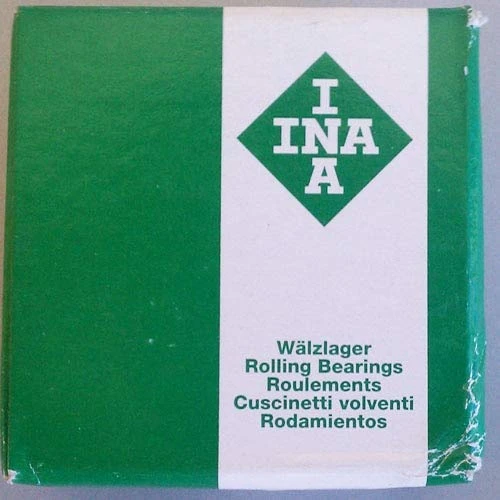 I
INA
A
Wälzlager
Rolling Bearings
Roulements
Cuscinetti volventi
Rodamientos